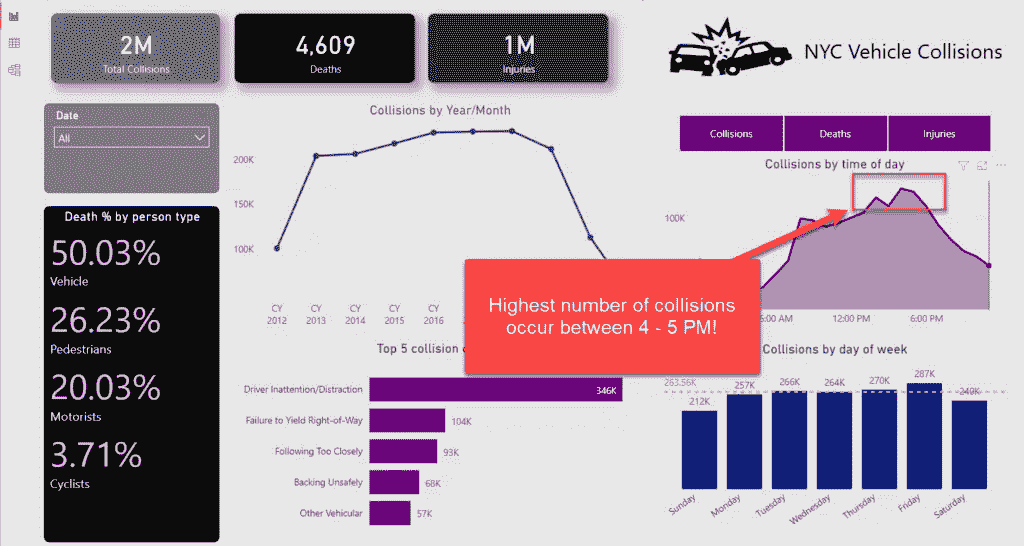 2M
Total Collisions
4,609
Deaths
1M
Injuries
NYC Vehicle Collisions
Date
All
Death % by person type
50.03%
Vehicle
26.23%
Pedestrians
20.03%
Motorists
3.71%
Cyclists
Collisions by Year/Month
200K
150K
100K
CY
2012
CY
2013
CY
2014
CY
2015
CY
2016
Collisions
Deaths
Injuries
Collisions by time of day
100K
6:00 AM
12:00 PM
6:00 PM
Highest number of collisions
occur between 4 - 5 PM!
Top 5 collision
Driver Inattention/Distraction
346K
Failure to Yield Right-of-Way
104K
Following Too Closely
93K
Backing Unsafely
68K
Other Vehicular
57K
Collisions by day of week
263.56K
212K
257K
266K
264K
270K
287K
249K
Sunday
Monday
Tuesday
Wednesday
Thursday
Friday
Saturday